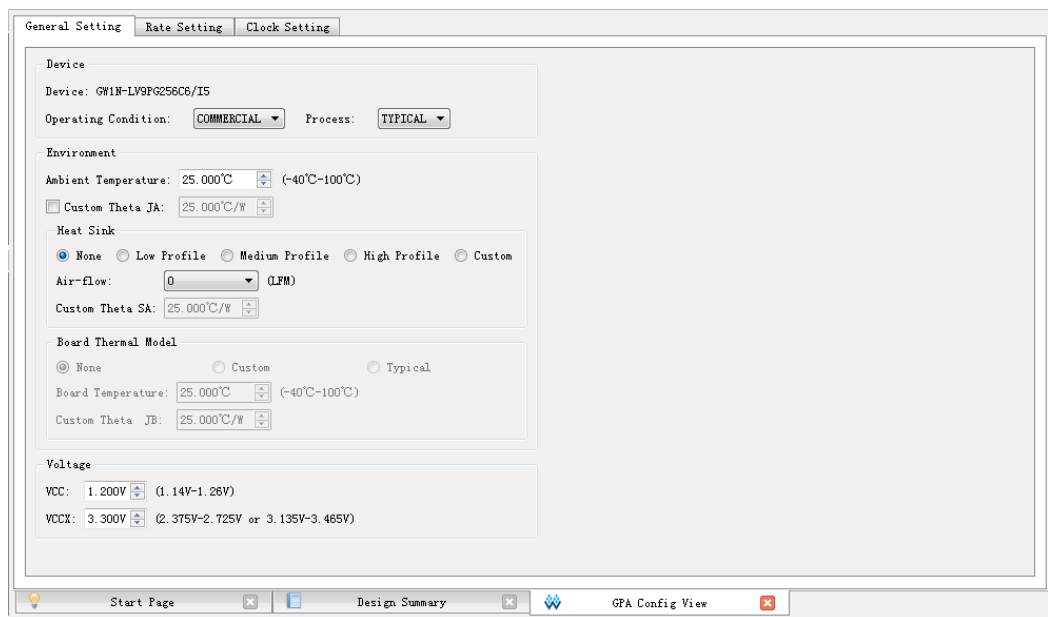 General Setting Rate Setting Clock Setting
Device
Device: GW1N-LV9PG256C6/I5
Operating Condition: COMMERCIAL Process: TYPICAL
Environment
Ambient Temperature: 25.000℃ (-40℃-100℃)
Custom Theta JA: 25.000℃/W
Heat Sink
None Low Profile Medium Profile High Profile Custom
Air-flow: 0 (LFM)
Custom Theta SA: 25.000℃/W
Board Thermal Model
None Custom Typical
Board Temperature: 25.000℃ (-40℃-100℃)
Custom Theta JB: 25.000℃/W
Voltage
VCC: 1.200V (1.14V-1.26V)
VCCX: 3.300V (2.375V-2.725V or 3.135V-3.465V)
Start Page Design Summary GPA Config View